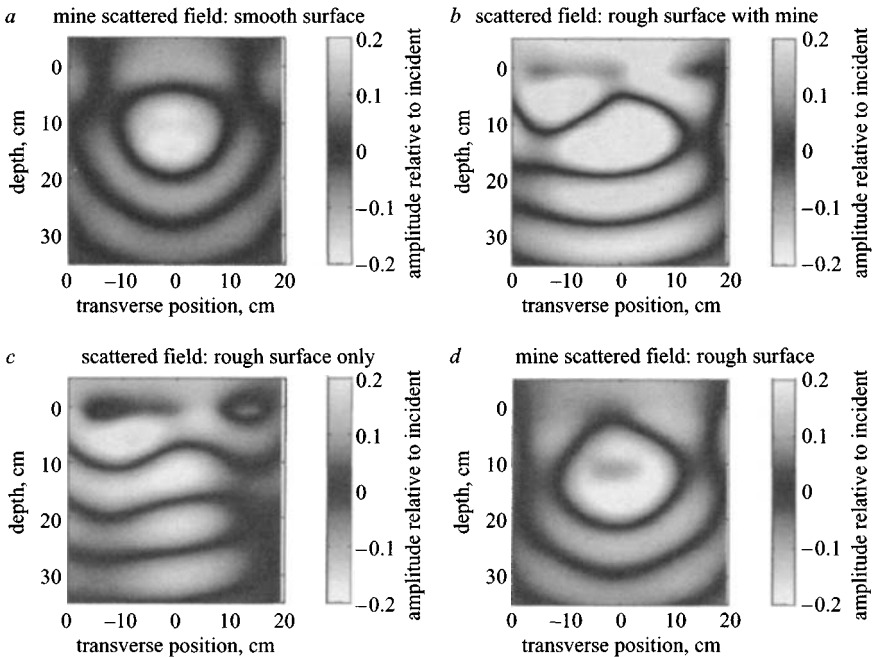 a mine scattered field: smooth surface
0.2
0.1
0
−0.1
−0.2
amplitude relative to incident
depth, cm
0
10
20
30
0 −10 0 10 20
transverse position, cm
b scattered field: rough surface with mine
0.2
0.1
0
−0.1
−0.2
amplitude relative to incident
depth, cm
0
10
20
30
0 −10 0 10 20
transverse position, cm
c scattered field: rough surface only
0.2
0.1
0
−0.1
−0.2
amplitude relative to incident
depth, cm
0
10
20
30
0 −10 0 10 20
transverse position, cm
d mine scattered field: rough surface
0.2
0.1
0
−0.1
−0.2
amplitude relative to incident
depth, cm
0
10
20
30
0 −10 0 10 20
transverse position, cm